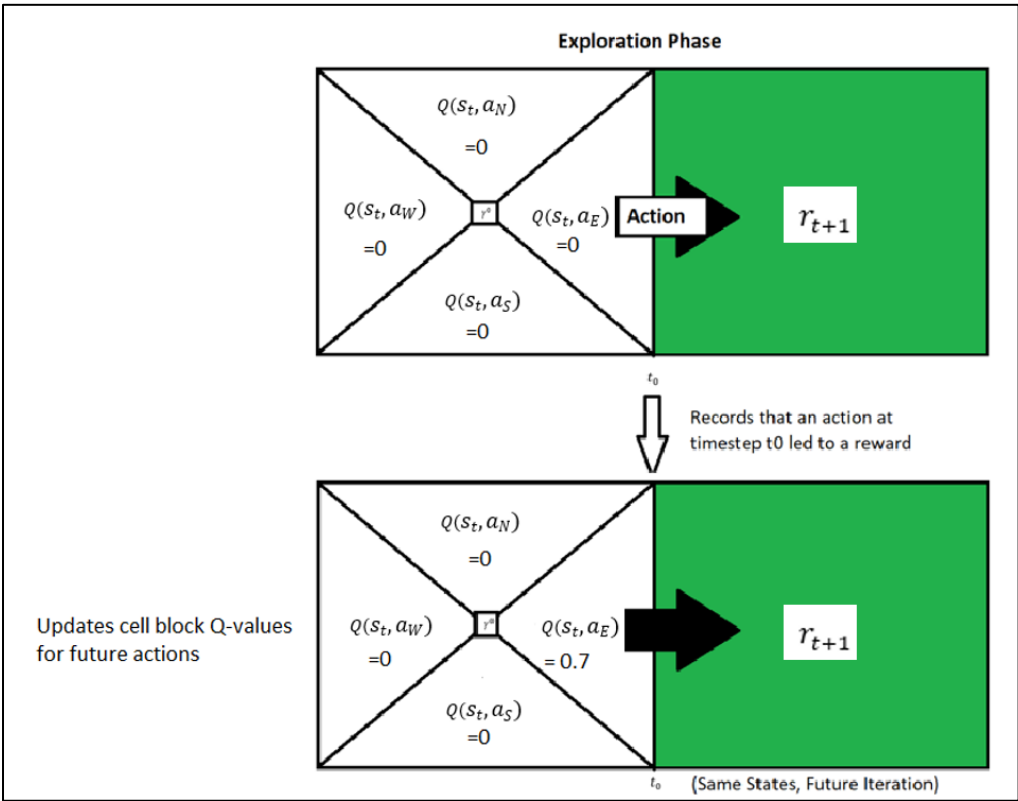 Exploration Phase
Q(s_t, a_N)
=0
Q(s_t, a_W)
=0
Q(s_t, a_E)
=0
Action
r_{t+1}
Q(s_t, a_S)
=0
t_0
Records that an action at
timestep t0 led to a reward
Q(s_t, a_N)
=0
Updates cell block Q-values
for future actions
Q(s_t, a_W)
=0
Q(s_t, a_E)
= 0.7
r_{t+1}
Q(s_t, a_S)
=0
t_0
(Same States, Future Iteration)